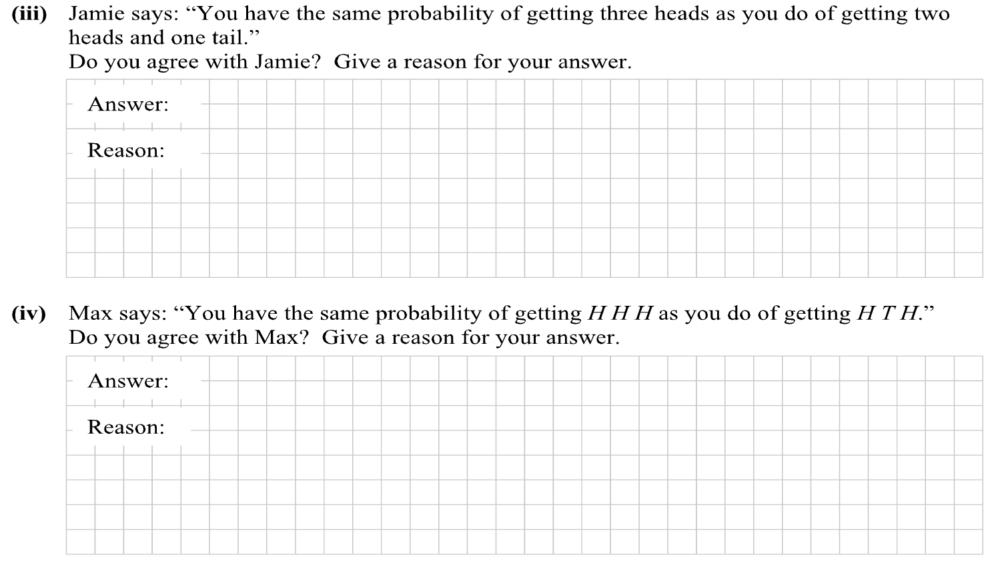 (iii) Jamie says: “You have the same probability of getting three heads as you do of getting two
heads and one tail.”
Do you agree with Jamie? Give a reason for your answer.
Answer:
Reason:
(iv) Max says: “You have the same probability of getting H H H as you do of getting H T H.”
Do you agree with Max? Give a reason for your answer.
Answer:
Reason: